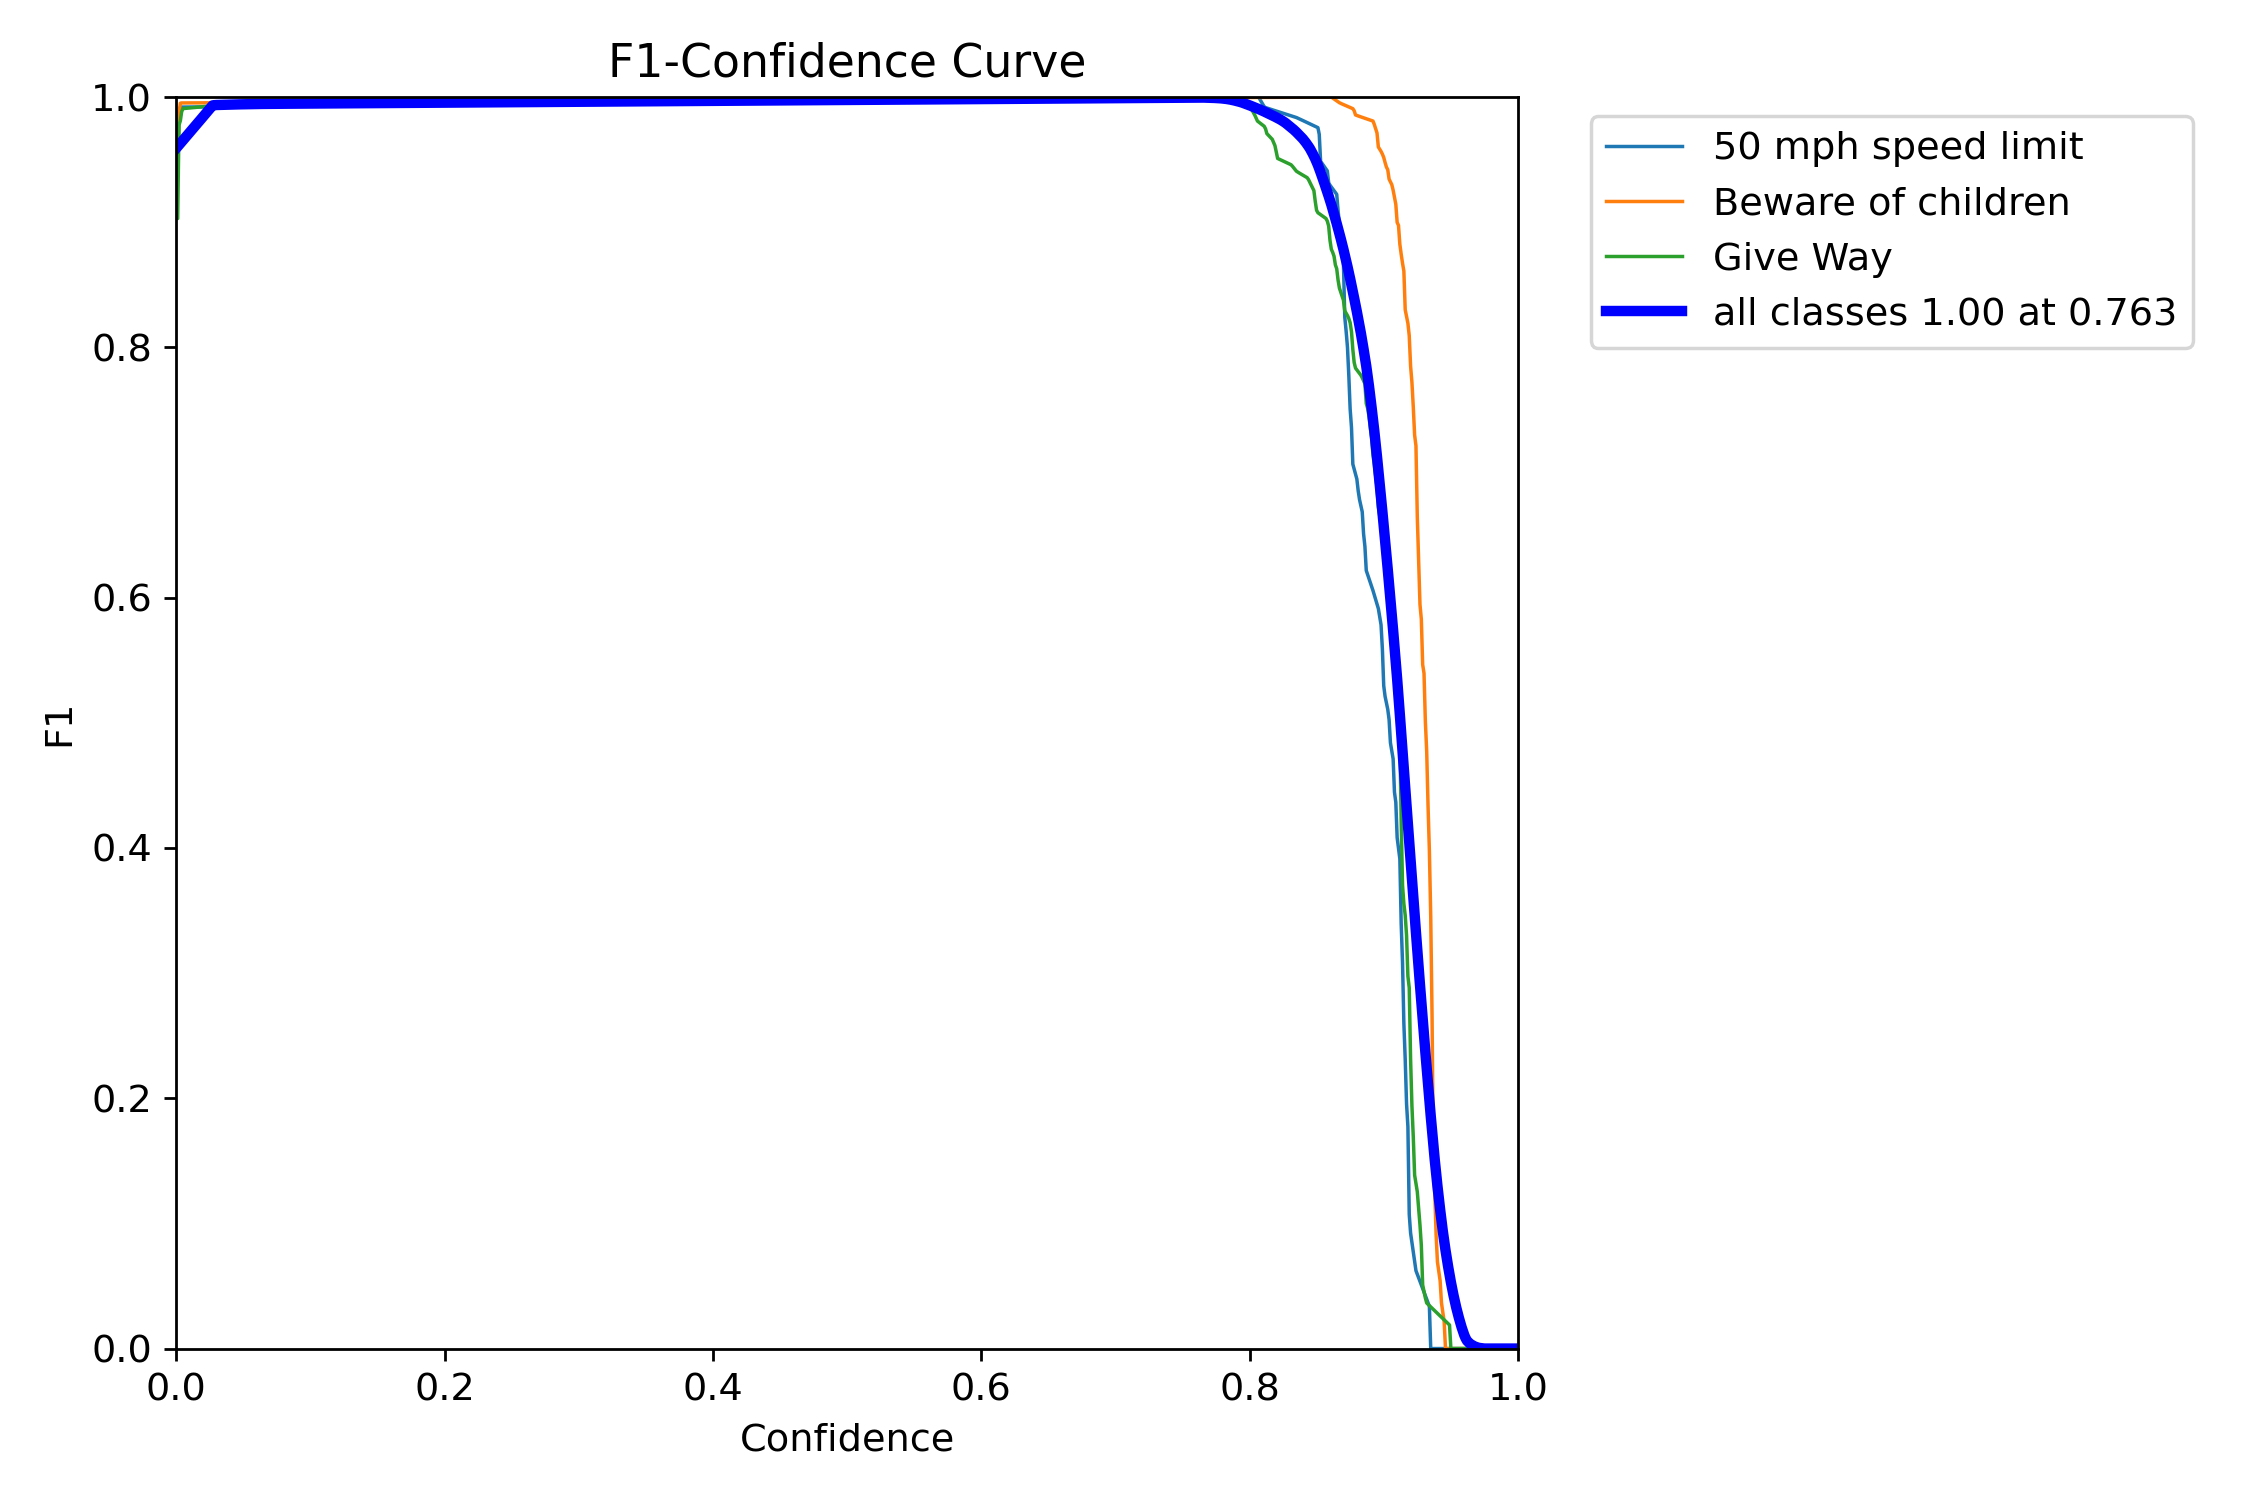 F1-Confidence Curve
1.0
0.8
0.6
0.4
0.2
0.0
F1
0.0 0.2 0.4 0.6 0.8 1.0
Confidence
50 mph speed limit
Beware of children
Give Way
all classes 1.00 at 0.763